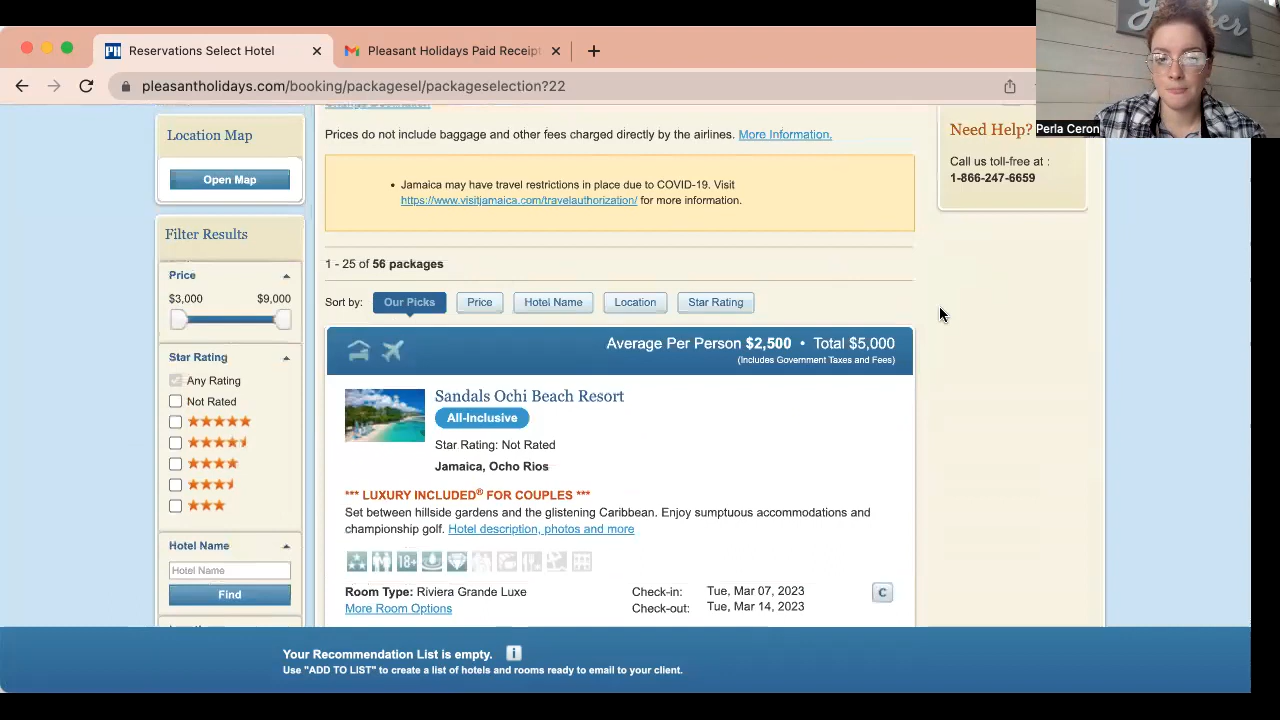 Reservations Select Hotel
Pleasant Holidays Paid Receipt
pleasantholidays.com/booking/packagesel/packageselection?22
Perla Ceron
Location Map
Open Map
Filter Results
Price
$3,000 $9,000
Star Rating
Any Rating
Not Rated
Hotel Name
Hotel Name
Find
Prices do not include baggage and other fees charged directly by the airlines. More Information.
• Jamaica may have travel restrictions in place due to COVID-19. Visit
https://www.visitjamaica.com/travelauthorization/ for more information.
1 - 25 of 56 packages
Sort by: Our Picks Price Hotel Name Location Star Rating
Average Per Person $2,500 • Total $5,000
(Includes Government Taxes and Fees)
Sandals Ochi Beach Resort
All-Inclusive
Star Rating: Not Rated
Jamaica, Ocho Rios
*** LUXURY INCLUDED® FOR COUPLES ***
Set between hillside gardens and the glistening Caribbean. Enjoy sumptuous accommodations and
championship golf. Hotel description, photos and more
18+
Room Type: Riviera Grande Luxe
More Room Options
Check-in: Tue, Mar 07, 2023
Check-out: Tue, Mar 14, 2023
C
Need Help?
Call us toll-free at :
1-866-247-6659
Your Recommendation List is empty. i
Use "ADD TO LIST" to create a list of hotels and rooms ready to email to your client.